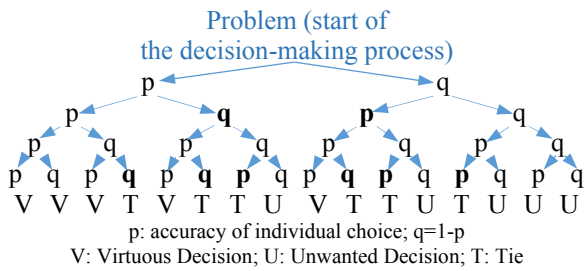 Problem (start of
the decision-making process)
p q
p q p q
p q p q p q p q
p q p q p q p q p q p q p q p q
V V V T V T T U V T T U T U U U
p: accuracy of individual choice; q=1-p
V: Virtuous Decision; U: Unwanted Decision; T: Tie